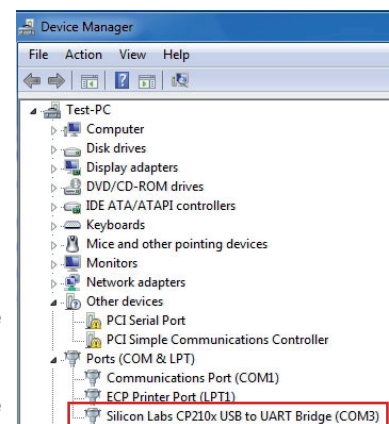 Device Manager
File Action View Help
Test-PC
Computer
Disk drives
Display adapters
DVD/CD-ROM drives
IDE ATA/ATAPI controllers
Keyboards
Mice and other pointing devices
Monitors
Network adapters
Other devices
PCI Serial Port
PCI Simple Communications Controller
Ports (COM & LPT)
Communications Port (COM1)
ECP Printer Port (LPT1)
Silicon Labs CP210x USB to UART Bridge (COM3)